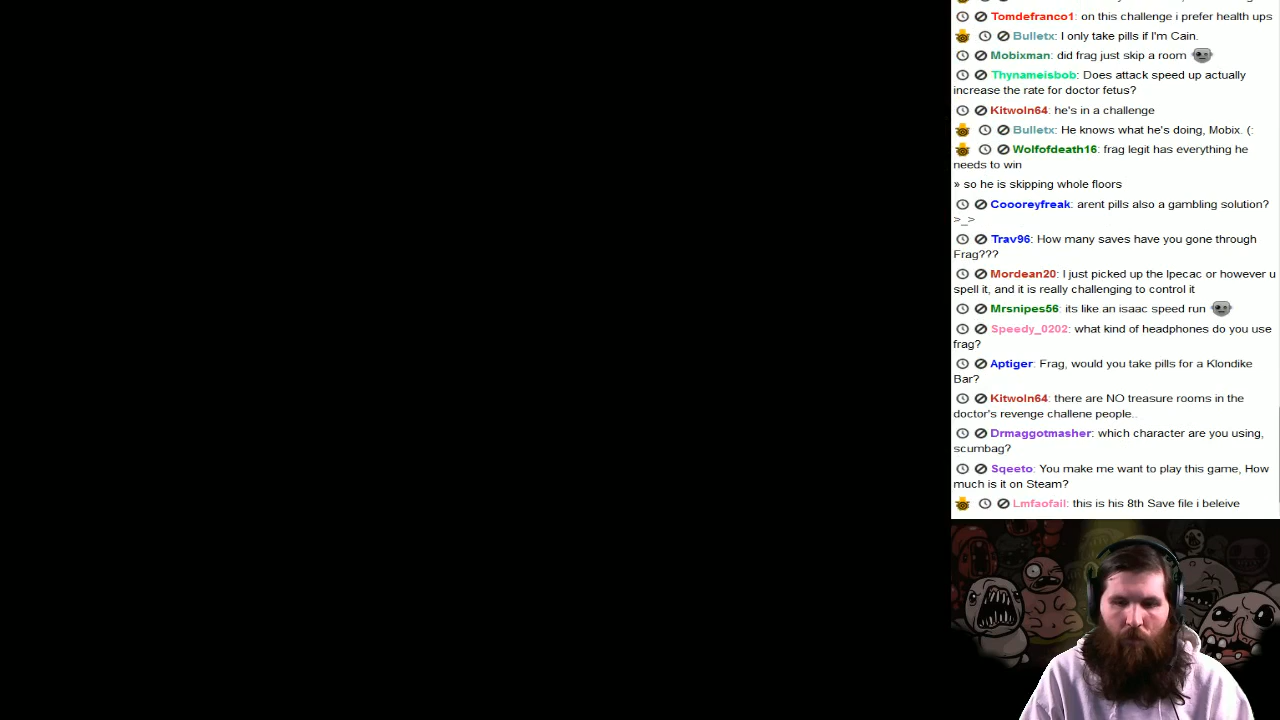 Tomdefranco1: on this challenge i prefer health ups
Bulletx: I only take pills if I'm Cain.
Mobixman: did frag just skip a room
Thynameisbob: Does attack speed up actually
increase the rate for doctor fetus?
Kitwoln64: he's in a challenge
Bulletx: He knows what he's doing, Mobix. (:
Wolfofdeath16: frag legit has everything he
needs to win
» so he is skipping whole floors
Coooreyfreak: arent pills also a gambling solution?
>_>
Trav96: How many saves have you gone through
Frag???
Mordean20: I just picked up the Ipecac or however u
spell it, and it is really challenging to control it
Mrsnipes56: its like an isaac speed run
Speedy_0202: what kind of headphones do you use
frag?
Aptiger: Frag, would you take pills for a Klondike
Bar?
Kitwoln64: there are NO treasure rooms in the
doctor's revenge challene people..
Drmaggotmasher: which character are you using,
scumbag?
Sqeeto: You make me want to play this game, How
much is it on Steam?
Lmfaofail: this is his 8th Save file i beleive